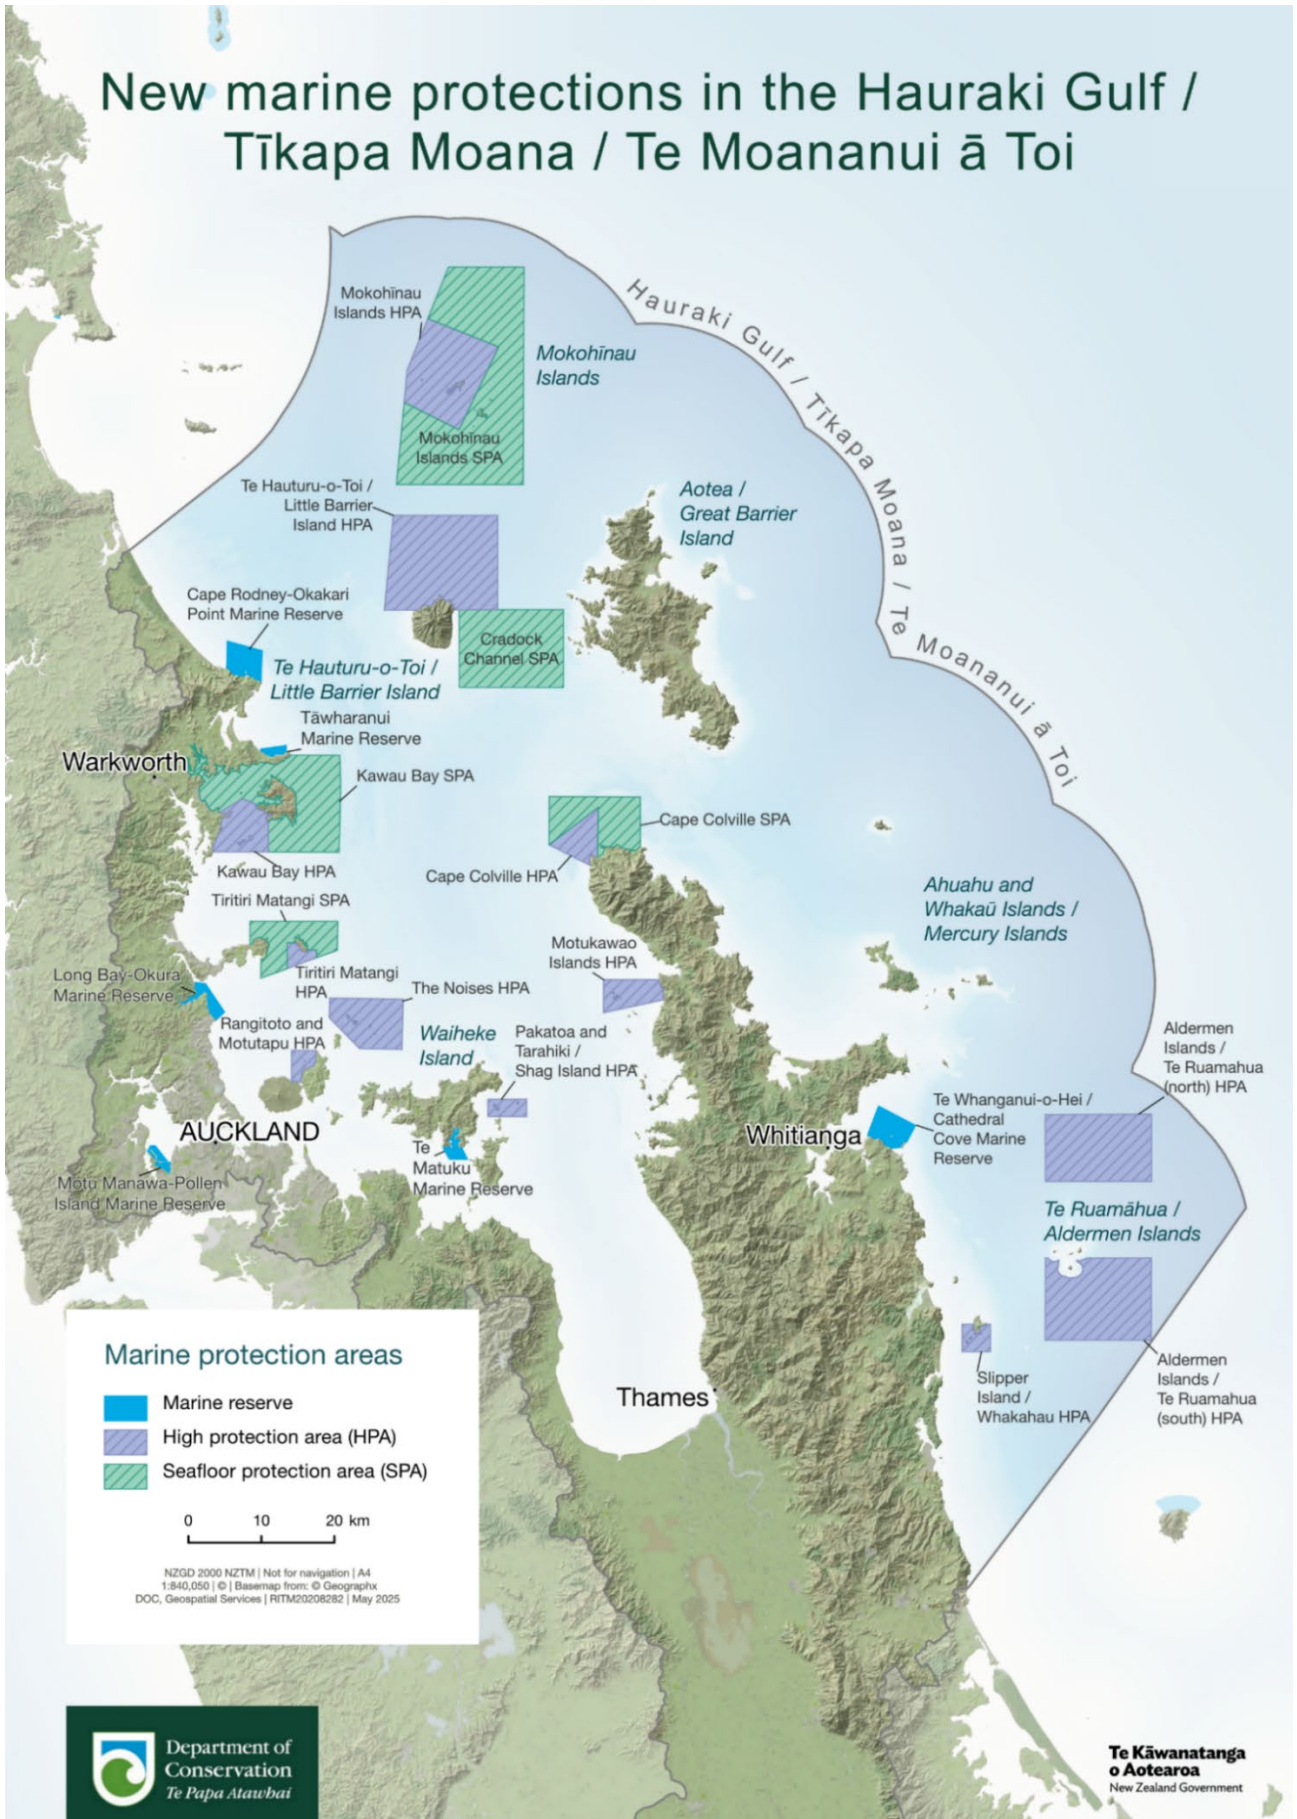 New marine protections in the Hauraki Gulf /
Tīkapa Moana / Te Moananui ā Toi
Hauraki Gulf / Tīkapa Moana / Te Moananui ā Toi
Mokohīnau
Islands HPA
Mokohīnau
Islands
Mokohīnau
Islands SPA
Te Hauturu-o-Toi /
Little Barrier
Island HPA
Aotea /
Great Barrier
Island
Cape Rodney-Okakari
Point Marine Reserve
Cradock
Channel SPA
Te Hauturu-o-Toi /
Little Barrier Island
Tāwharanui
Marine Reserve
Warkworth
Kawau Bay SPA
Cape Colville SPA
Kawau Bay HPA
Cape Colville HPA
Tiritiri Matangi SPA
Ahuahu and
Whakaū Islands /
Mercury Islands
Motukawao
Islands HPA
Long Bay-Okura
Marine Reserve
Tiritiri Matangi
HPA
The Noises HPA
Rangitoto and
Motutapu HPA
Waiheke
Island
Pakatoa and
Tarahiki /
Shag Island HPA
Aldermen
Islands /
Te Ruamahua
(north) HPA
Te Whanganui-o-Hei /
Cathedral
Cove Marine
Reserve
AUCKLAND
Whitianga
Te
Matuku
Marine Reserve
Motu Manawa-Pollen
Island Marine Reserve
Te Ruamāhua /
Aldermen Islands
Slipper
Island /
Whakahau HPA
Aldermen
Islands /
Te Ruamahua
(south) HPA
Thames
Marine protection areas
Marine reserve
High protection area (HPA)
Seafloor protection area (SPA)
0 10 20 km
NZGD 2000 NZTM | Not for navigation | A4
1:840,050 | © | Basemap from: © Geographx
DOC, Geospatial Services | RITM20208282 | May 2025
Department of
Conservation
Te Papa Atawhai
Te Kāwanatanga
o Aotearoa
New Zealand Government